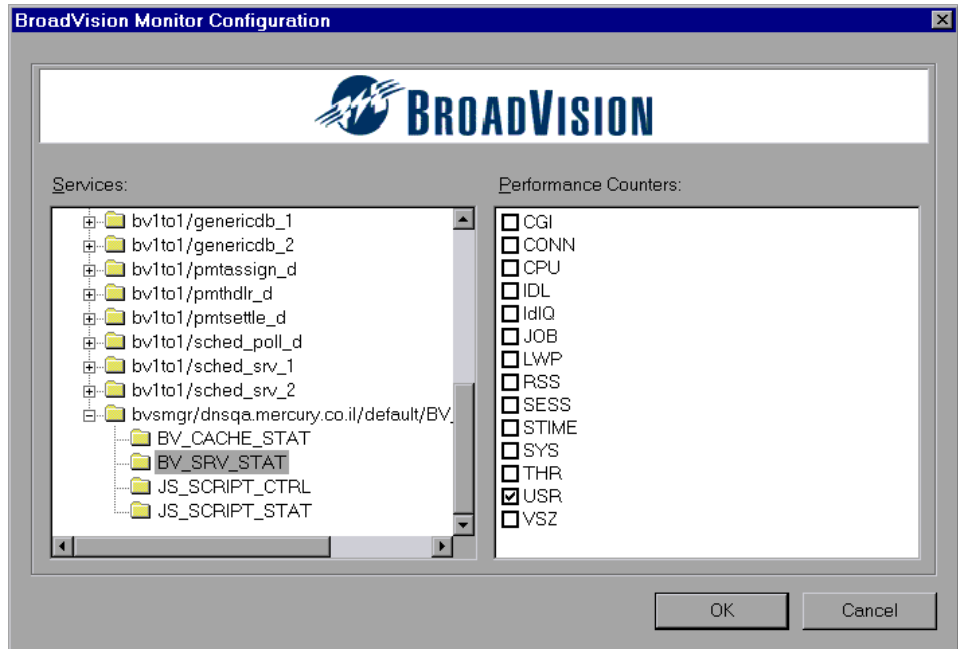 BroadVision Monitor Configuration
BROADVISION
Services:
bv1to1/genericdb_1
bv1to1/genericdb_2
bv1to1/pmtassign_d
bv1to1/pmthdlr_d
bv1to1/pmtsettle_d
bv1to1/sched_poll_d
bv1to1/sched_srv_1
bv1to1/sched_srv_2
bvsmgr/dnsqa.mercury.co.il/default/BV_
BV_CACHE_STAT
BV_SRV_STAT
JS_SCRIPT_CTRL
JS_SCRIPT_STAT
Performance Counters:
CGI
CONN
CPU
IDL
IdlQ
JOB
LWP
RSS
SESS
STIME
SYS
THR
USR
VSZ
OK
Cancel